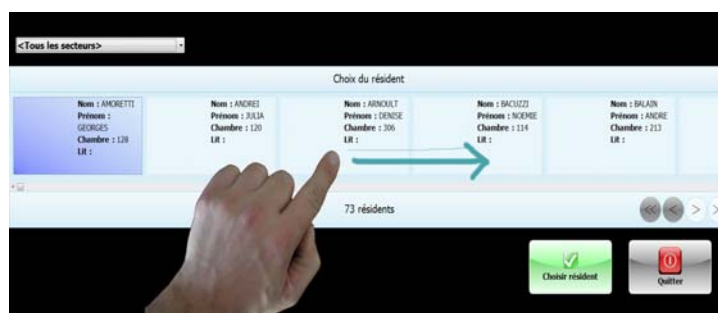 <Tous les secteurs>
Choix du résident
Nom : AMORETTI
Prénom :
GEORGES
Chambre : 128
Lit :
Nom : ANDREI
Prénom : JULIA
Chambre : 120
Lit :
Nom : ARNOULT
Prénom : DENISE
Chambre : 306
Lit :
Nom : BACUZZI
Prénom : NOEMIE
Chambre : 114
Lit :
Nom : BALAIN
Prénom : ANDRE
Chambre : 213
Lit :
73 résidents
Choisir résident
Quitter